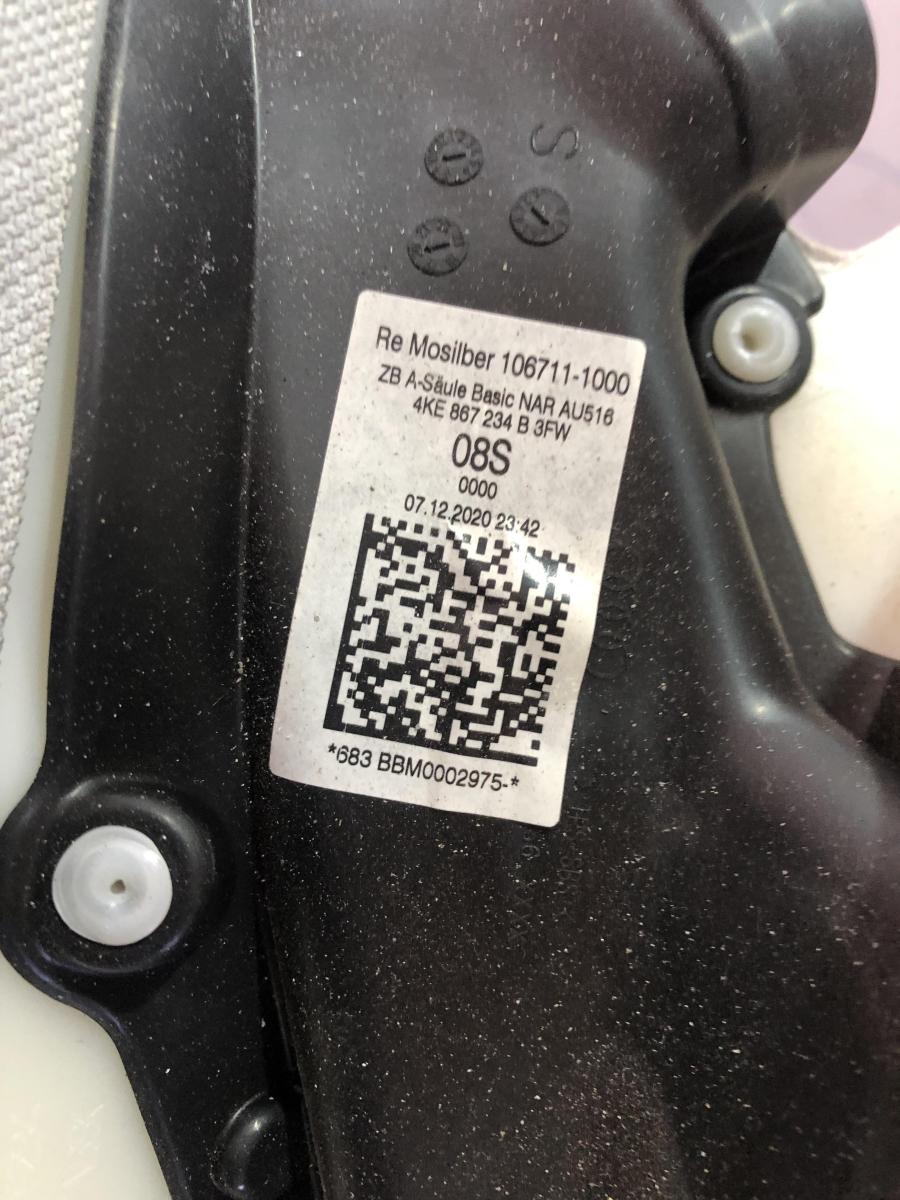 S
Re Mosilber 106711-1000
ZB A-Säule Basic NAR AU516
4KE 867 234 B 3FW
08S
0000
07.12.2020 23:42
*683 BBM0002975-*